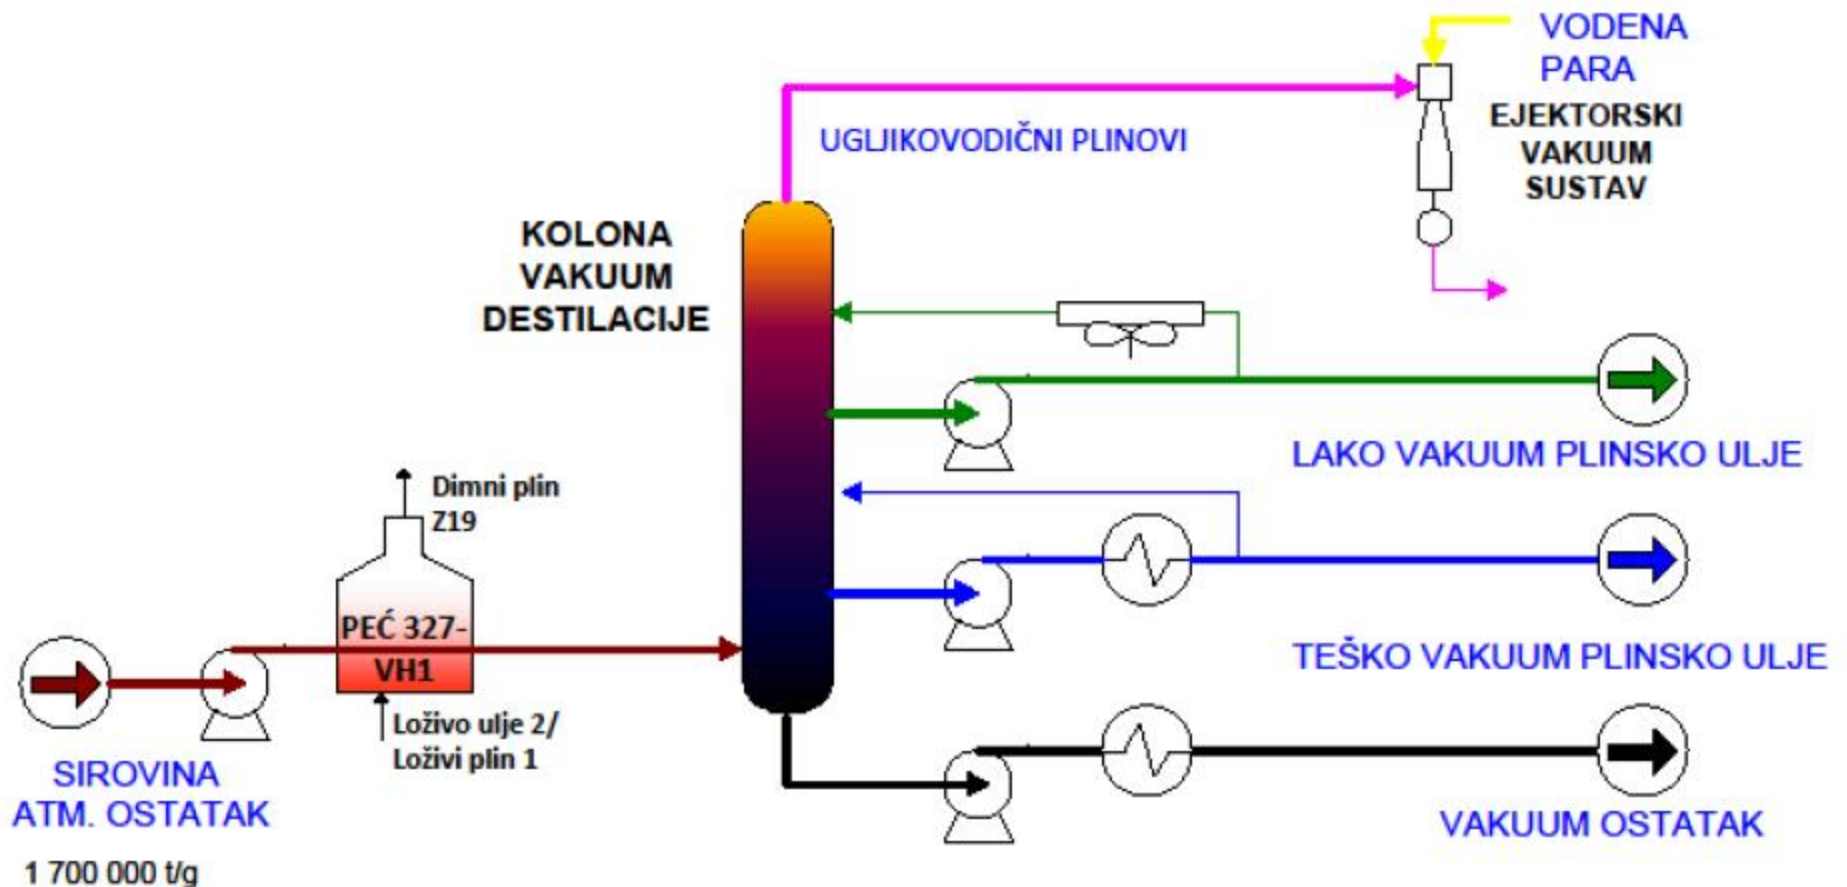 VODENA
PARA
EJEKTORSKI
VAKUUM
SUSTAV
UGLJIKOVODIČNI PLINOVI
KOLONA
VAKUUM
DESTILACIJE
LAKO VAKUUM PLINSKO ULJE
Dimni plin
Z19
PEĆ 327-
VH1
TEŠKO VAKUUM PLINSKO ULJE
Loživo ulje 2/
Loživi plin 1
SIROVINA
ATM. OSTATAK
VAKUUM OSTATAK
1 700 000 t/g